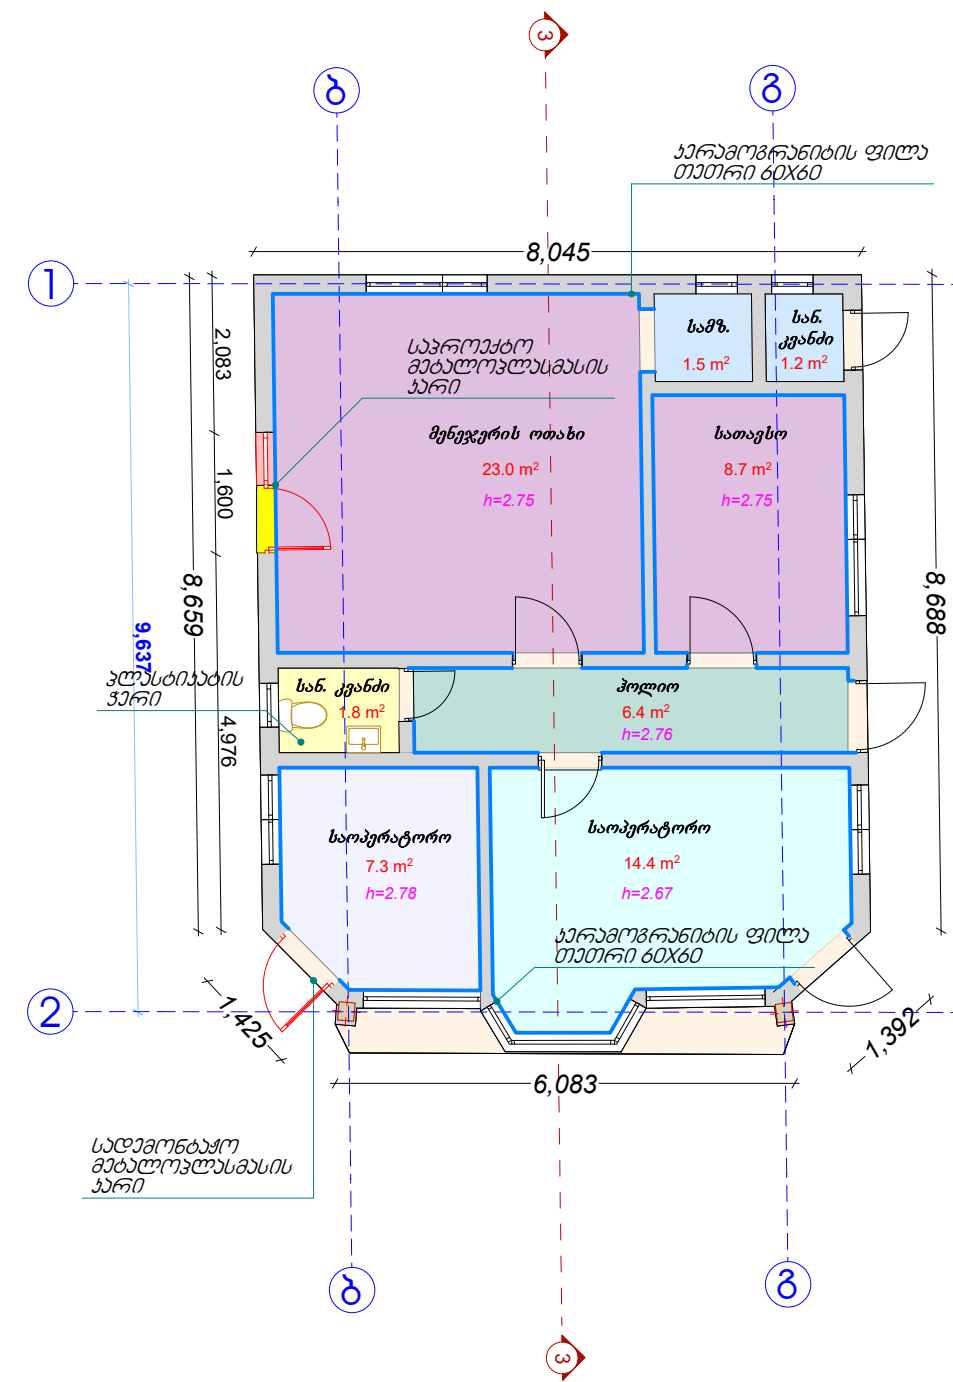 3
ბ
გ
კერამოგრანიტის ფილა
თეთრი 60X60
8,045
1
2,083
საპროექტო
მეტალოპლასმასის
კარი
სამზ.
1.5 m²
სან.
კვანძი
1.2 m²
მენეჯერის ოთახი
23.0 m²
h=2.75
სათავსო
8.7 m²
h=2.75
1,600
8,659
8,688
9,637
პლასტიკატის
ჭერი
სან. კვანძი
1.8 m²
ჰოლიო
6.4 m²
h=2.76
4,976
საოპერატორო
7.3 m²
h=2.78
საოპერატორო
14.4 m²
h=2.67
კერამოგრანიტის ფილა
თეთრი 60X60
2
1,425
1,392
6,083
სადემონტაჟო
მეტალოპლასმასის
კარი
ბ
გ
3